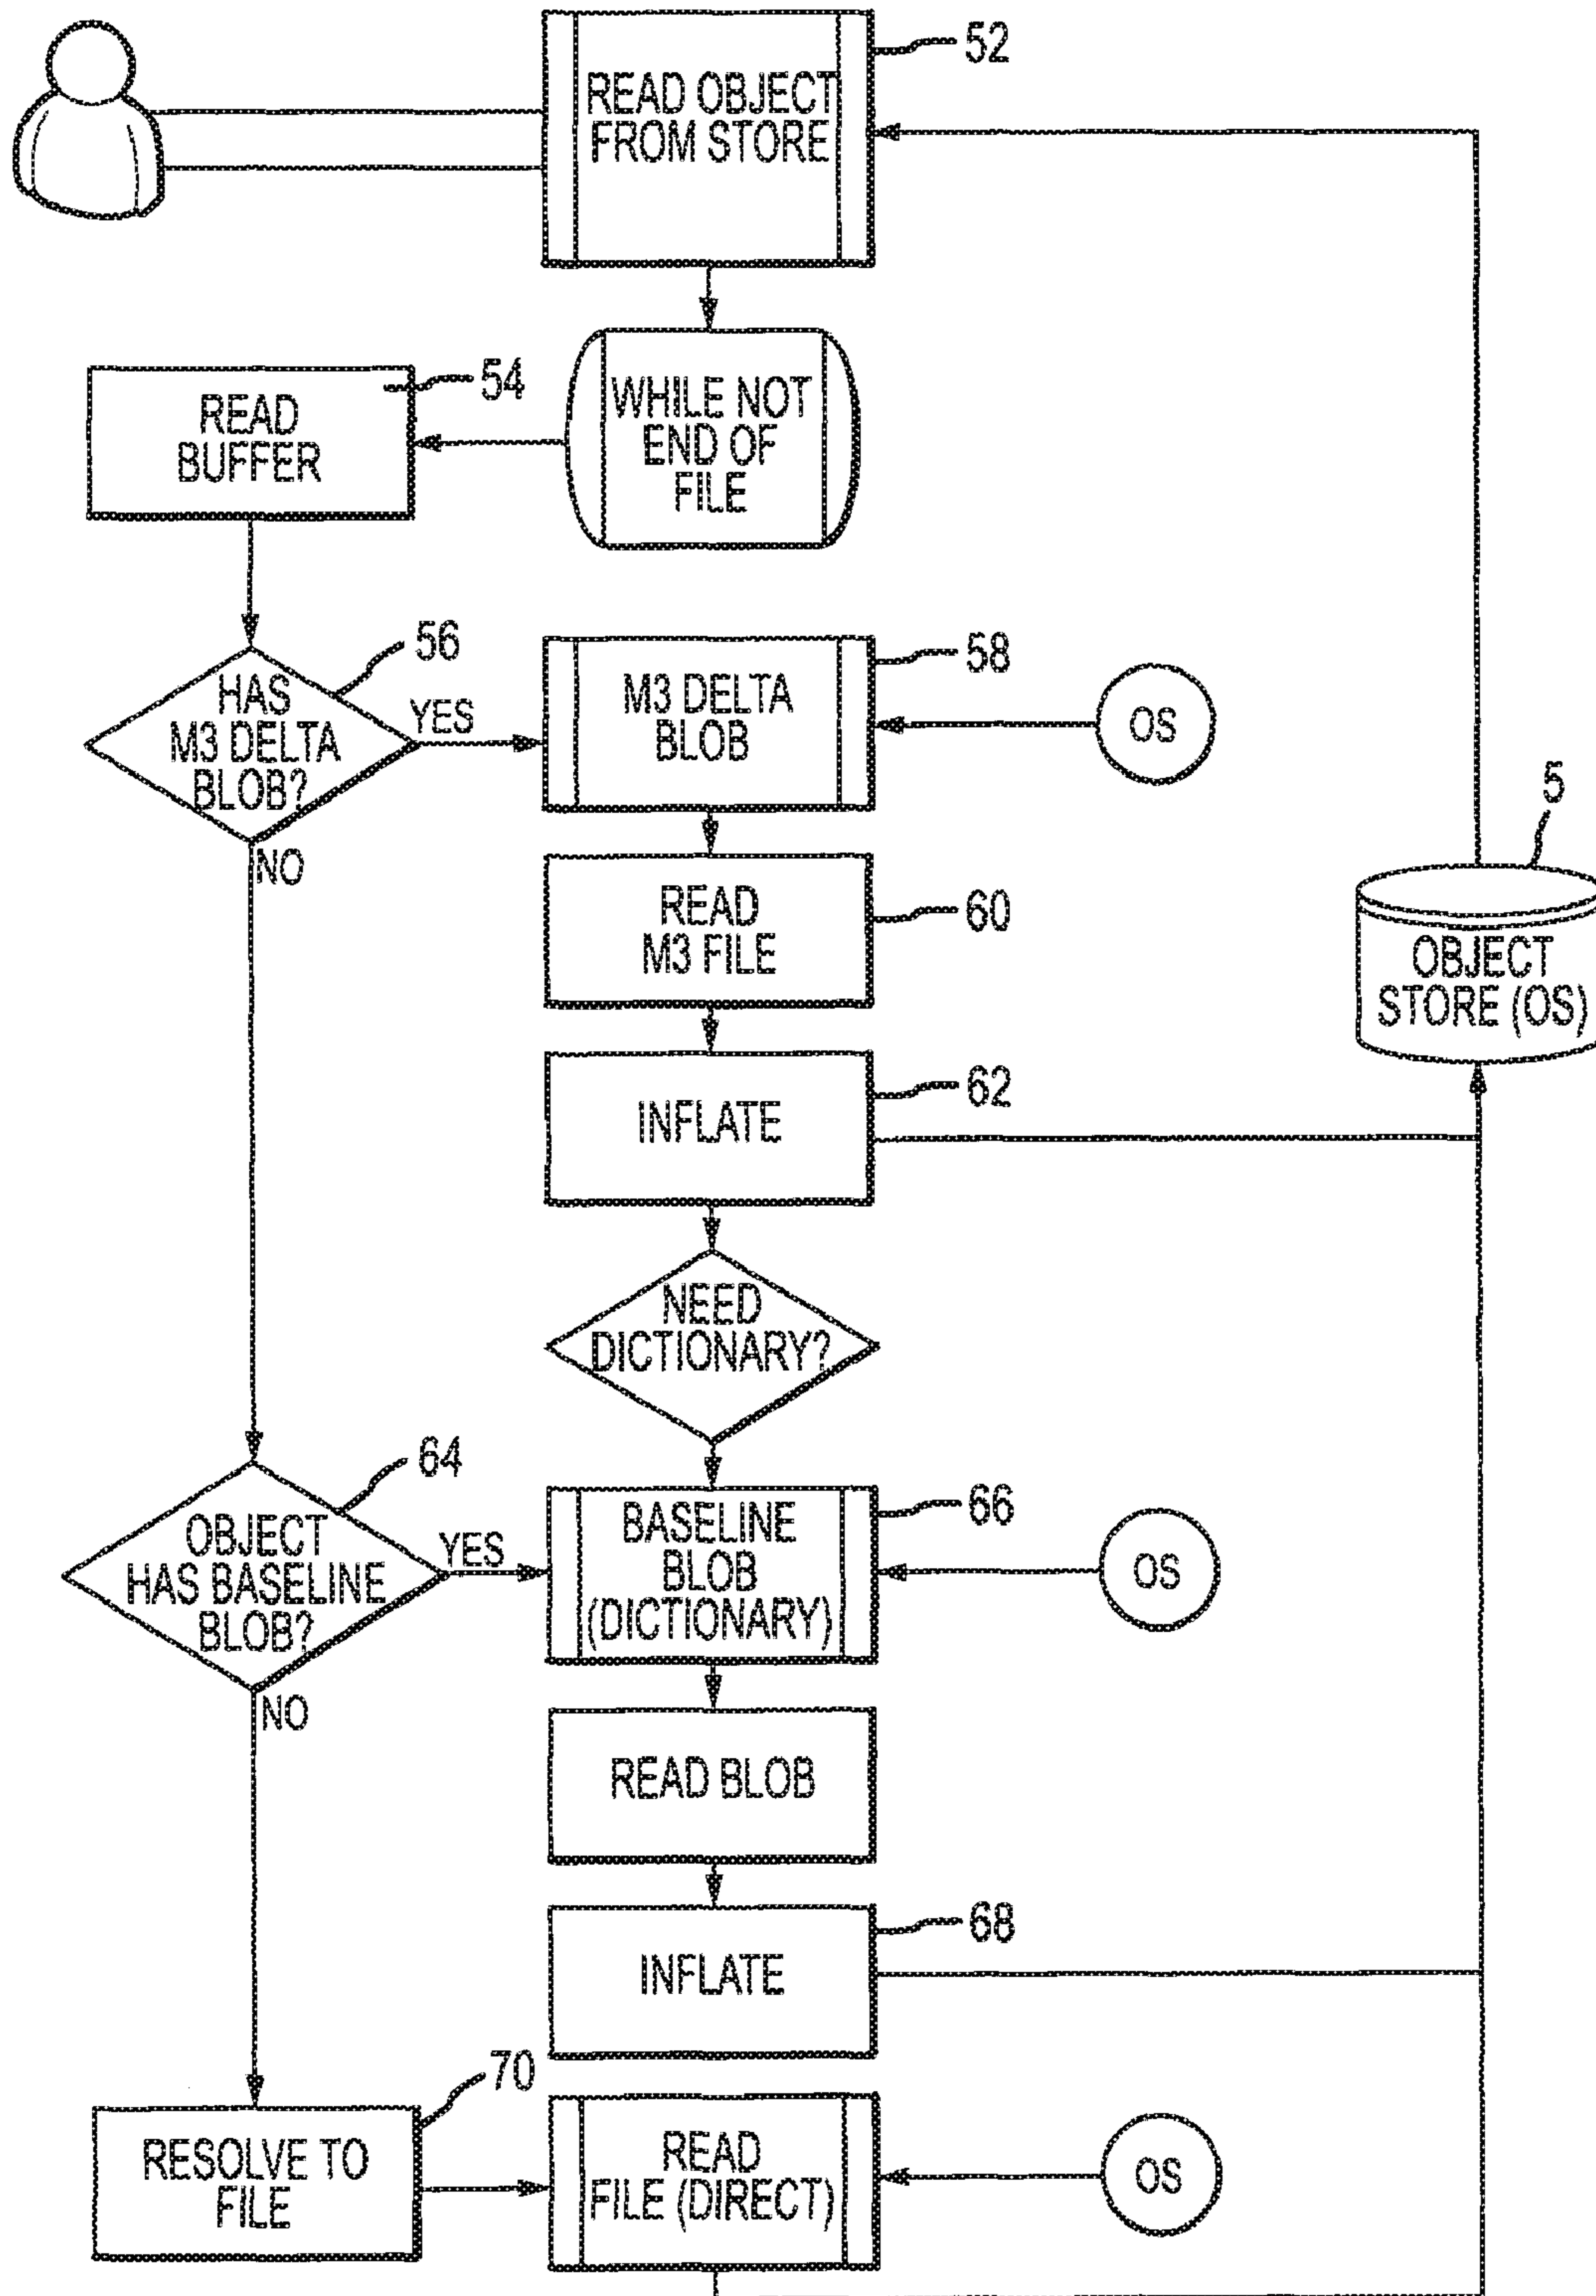 READ OBJECT
FROM STORE
52
WHILE NOT
END OF
FILE
READ
BUFFER
54
HAS
M3 DELTA
BLOB?
56
YES
NO
M3 DELTA
BLOB
58
OS
READ
M3 FILE
60
5
OBJECT
STORE (OS)
INFLATE
62
NEED
DICTIONARY?
OBJECT
HAS BASELINE
BLOB?
64
YES
NO
BASELINE
BLOB
(DICTIONARY)
66
OS
READ BLOB
INFLATE
68
RESOLVE TO
FILE
70
READ
FILE (DIRECT)
OS